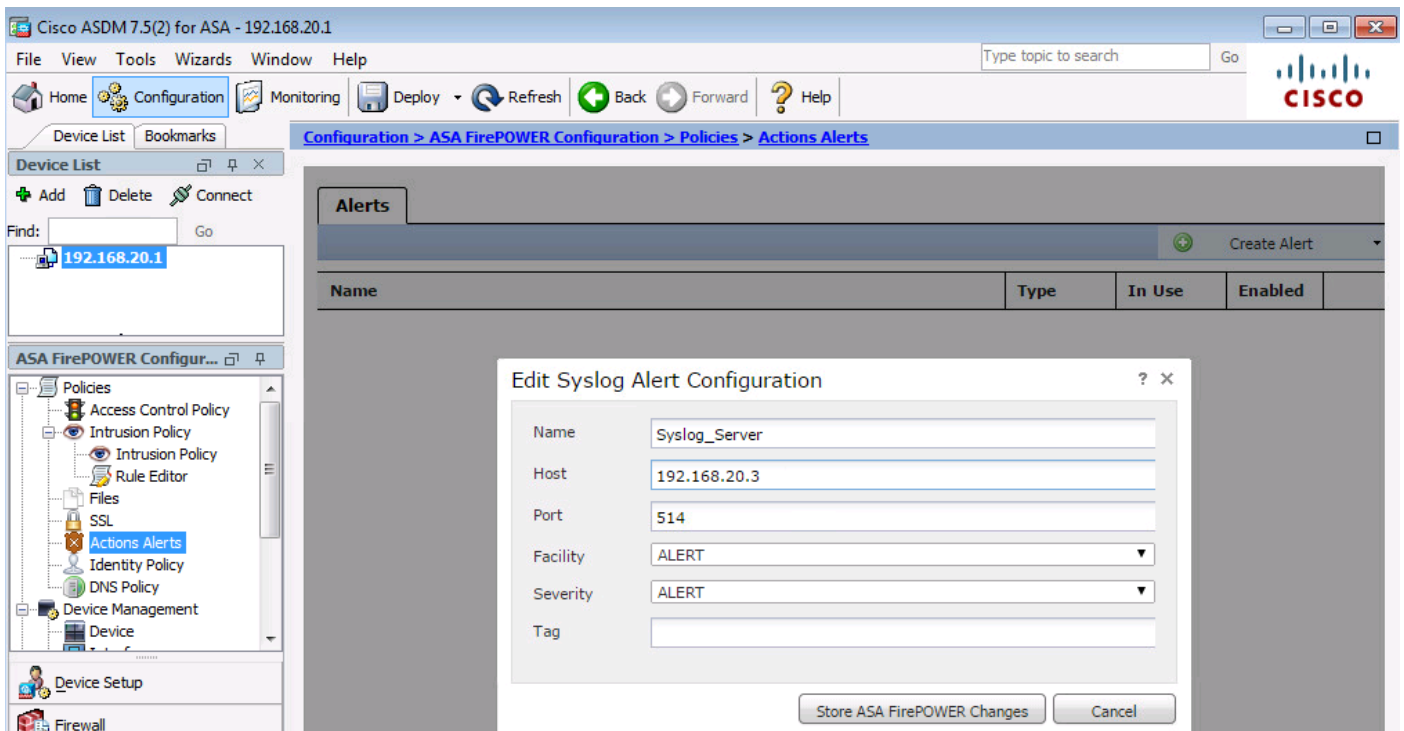 Cisco ASDM 7.5(2) for ASA - 192.168.20.1
File View Tools Wizards Window Help
Type topic to search Go
Home Configuration Monitoring Deploy Refresh Back Forward Help
CISCO
Device List Bookmarks
Configuration > ASA FirePOWER Configuration > Policies > Actions Alerts
Device List
Add Delete Connect
Find: Go
192.168.20.1
Alerts
Create Alert
Name Type In Use Enabled
ASA FirePOWER Configur...
Policies
Access Control Policy
Intrusion Policy
Intrusion Policy
Rule Editor
Files
SSL
Actions Alerts
Identity Policy
DNS Policy
Device Management
Device
Device Setup
Firewall
Edit Syslog Alert Configuration ? ×
Name Syslog_Server
Host 192.168.20.3
Port 514
Facility ALERT
Severity ALERT
Tag
Store ASA FirePOWER Changes Cancel